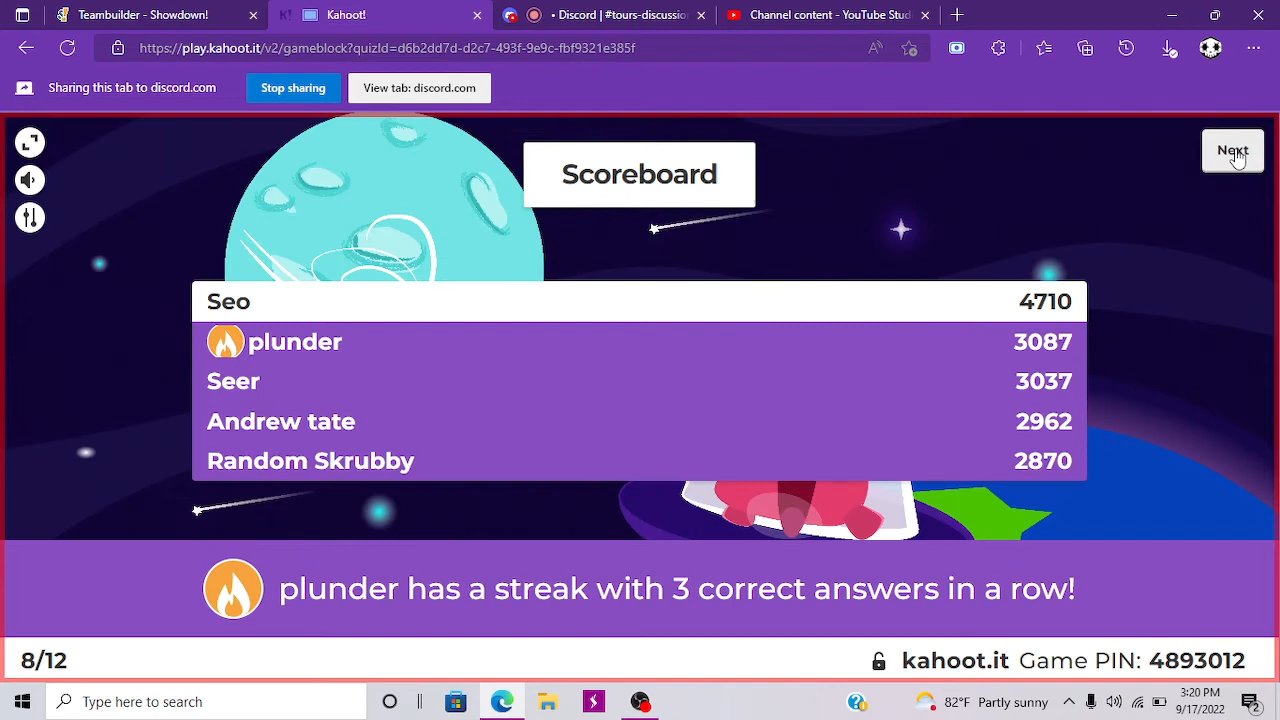 Teambuilder - Showdown!
K! Kahoot!
• Discord | #tours-discussio
Channel content - YouTube Stud
https://play.kahoot.it/v2/gameblock?quizId=d6b2dd7d-d2c7-493f-9e9c-fbf9321e385f
Sharing this tab to discord.com
Stop sharing
View tab: discord.com
Scoreboard
Next
Seo 4710
plunder 3087
Seer 3037
Andrew tate 2962
Random Skrubby 2870
plunder has a streak with 3 correct answers in a row!
8/12
kahoot.it Game PIN: 4893012
Type here to search
82°F Partly sunny
3:20 PM
9/17/2022
2